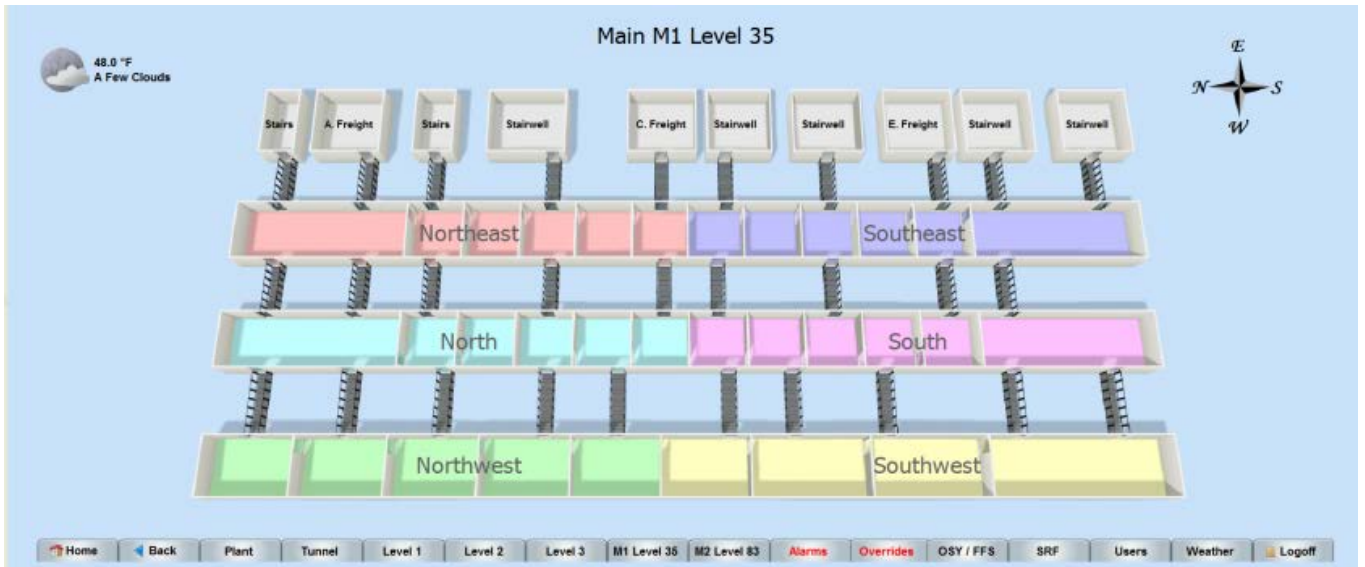 Main M1 Level 35
48.0 °F
A Few Clouds
E
N
S
W
Stairs
A. Freight
Stairs
Stairwell
C. Freight
Stairwell
Stairwell
E. Freight
Stairwell
Stairwell
Northeast
Southeast
North
South
Northwest
Southwest
Home
Back
Plant
Tunnel
Level 1
Level 2
Level 3
M1 Level 35
M2 Level 83
Alarms
Overrides
OSY / FFS
SRF
Users
Weather
Logoff